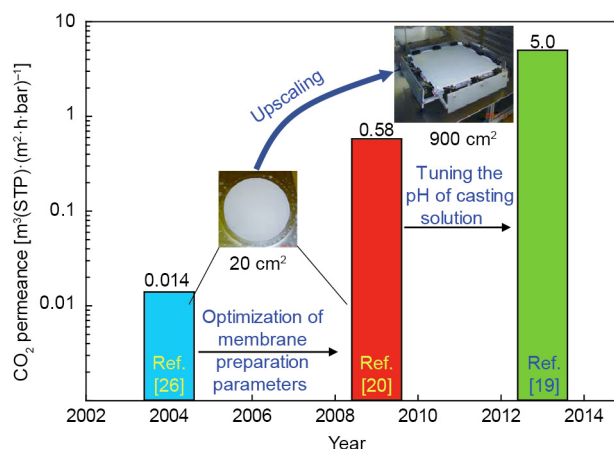 CO₂ permeance [m³(STP)·(m²·h·bar)⁻¹]
10
1
0.1
0.01
5.0
0.58
0.014
Upscaling
900 cm²
20 cm²
Tuning the
pH of casting
solution
Optimization of
membrane
preparation
parameters
Ref.
[26]
Ref.
[20]
Ref.
[19]
2002
2004
2006
2008
2010
2012
2014
Year